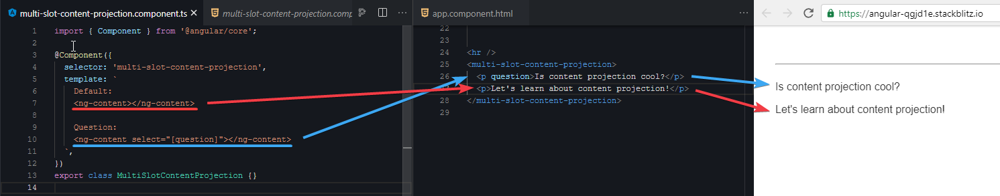 multi-slot-content-projection.component.ts
1 import { Component } from '@angular/core';
2
3 @Component({
4 selector: 'multi-slot-content-projection',
5 template: `
6 Default:
7 <ng-content></ng-content>
8
9 Question:
10 <ng-content select="[question]"></ng-content>
11 `,
12 })
13 export class MultiSlotContentProjection {}
14
multi-slot-content-projection.comp
app.component.html
22
23
24 <hr />
25 <multi-slot-content-projection>
26 <p question>Is content projection cool?</p>
<p>Let's learn about content projection!</p>
28 </multi-slot-content-projection>
29
https://angular-qgjd1e.stackblitz.io
Is content projection cool?
Let's learn about content projection!